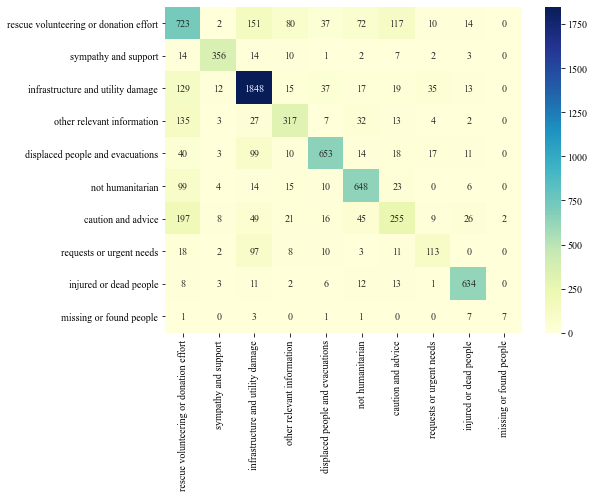 rescue volunteering or donation effort 723 2 151 80 37 72 117 10 14 0
sympathy and support 14 356 14 10 1 2 7 2 3 0
infrastructure and utility damage 129 12 1848 15 37 17 19 35 13 0
other relevant information 135 3 27 317 7 32 13 4 2 0
displaced people and evacuations 40 3 99 10 653 14 18 17 11 0
not humanitarian 99 4 14 15 10 648 23 0 6 0
caution and advice 197 8 49 21 16 45 255 9 26 2
requests or urgent needs 18 2 97 8 10 3 11 113 0 0
injured or dead people 8 3 11 2 6 12 13 1 634 0
missing or found people 1 0 3 0 1 1 0 0 7 7
rescue volunteering or donation effort
sympathy and support
infrastructure and utility damage
other relevant information
displaced people and evacuations
not humanitarian
caution and advice
requests or urgent needs
injured or dead people
missing or found people
1750
1500
1250
1000
750
500
250
0